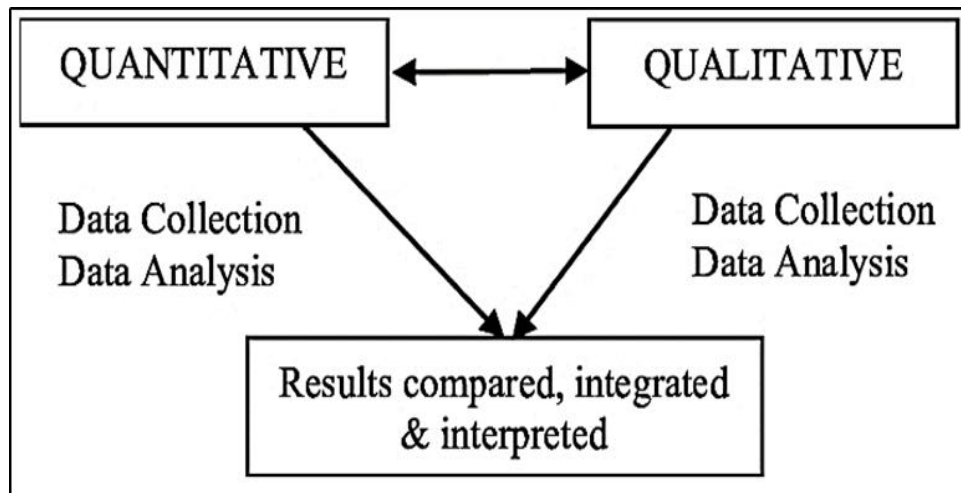 QUANTITATIVE
QUALITATIVE
Data Collection
Data Analysis
Data Collection
Data Analysis
Results compared, integrated
& interpreted